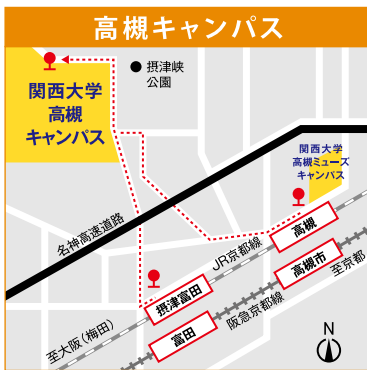 高槻キャンパス
関西大学
高槻
キャンパス
摂津峡
公園
関西大学
高槻ミューズ
キャンパス
名神高速道路
JR京都線
高槻
摂津富田
高槻市
至京都
富田
阪急京都線
至大阪(梅田)
N